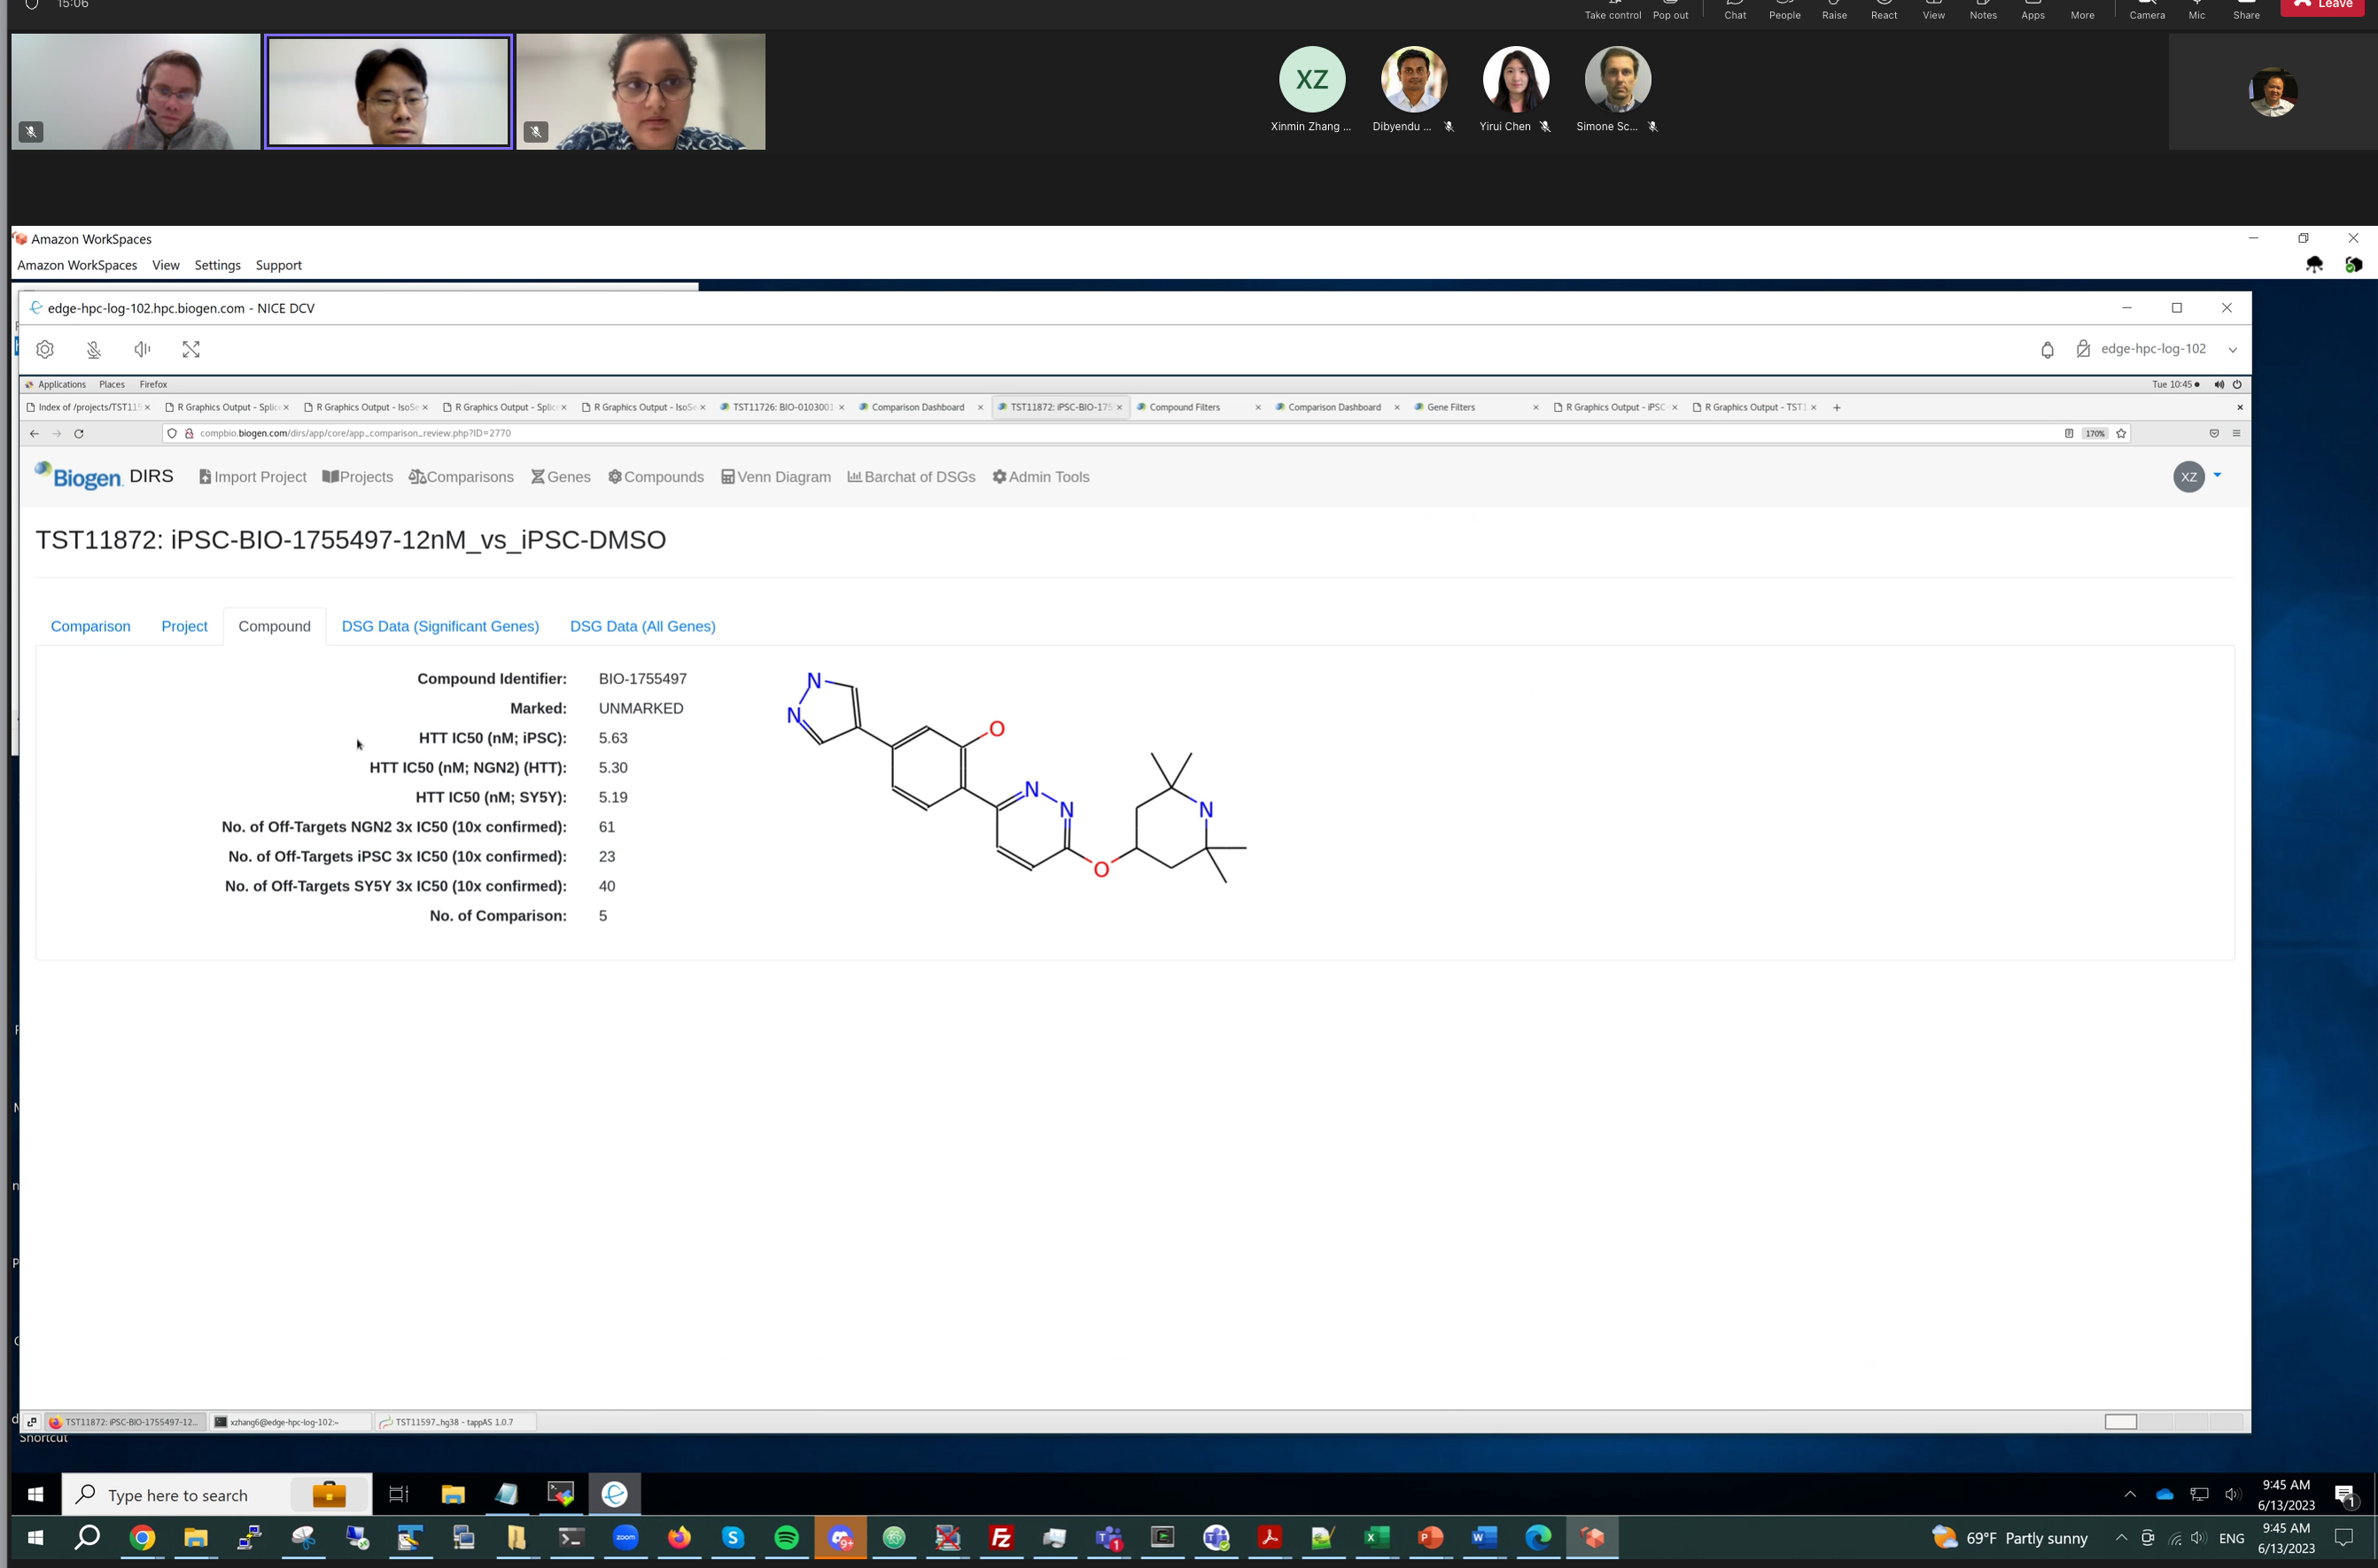 15:06
Take control Pop out Chat People Raise React View Notes Apps More Camera Mic Share Leave
XZ
Xinmin Zhang ... Dibyendu ... Yirui Chen Simone Sc...
Amazon WorkSpaces
Amazon WorkSpaces View Settings Support
edge-hpc-log-102.hpc.biogen.com - NICE DCV
edge-hpc-log-102
Applications Places Firefox Tue 10:45
Index of /projects/TST115 R Graphics Output - Splic R Graphics Output - IsoSe R Graphics Output - Splic R Graphics Output - IsoSe TST11726: BIO-0103001- Comparison Dashboard TST11872: iPSC-BIO-175 Compound Filters Comparison Dashboard Gene Filters R Graphics Output - iPSC- R Graphics Output - TST1
compbio.biogen.com/dirs/app/core/app_comparison_review.php?ID=2770 170%
Biogen. DIRS Import Project Projects Comparisons Genes Compounds Venn Diagram Barchat of DSGs Admin Tools XZ
TST11872: iPSC-BIO-1755497-12nM_vs_iPSC-DMSO
Comparison Project Compound DSG Data (Significant Genes) DSG Data (All Genes)
Compound Identifier: BIO-1755497
Marked: UNMARKED
HTT IC50 (nM; iPSC): 5.63
HTT IC50 (nM; NGN2) (HTT): 5.30
HTT IC50 (nM; SY5Y): 5.19
No. of Off-Targets NGN2 3x IC50 (10x confirmed): 61
No. of Off-Targets iPSC 3x IC50 (10x confirmed): 23
No. of Off-Targets SY5Y 3x IC50 (10x confirmed): 40
No. of Comparison: 5
N
N
O
N
N
N
O
TST11872: iPSC-BIO-1755497-12... xzhang6@edge-hpc-log-102:~ TST11597_hg38 - tappAS 1.0.7
Shortcut
Type here to search
9:45 AM
6/13/2023
1
zoom
9+
69°F Partly sunny
ENG
9:45 AM
6/13/2023